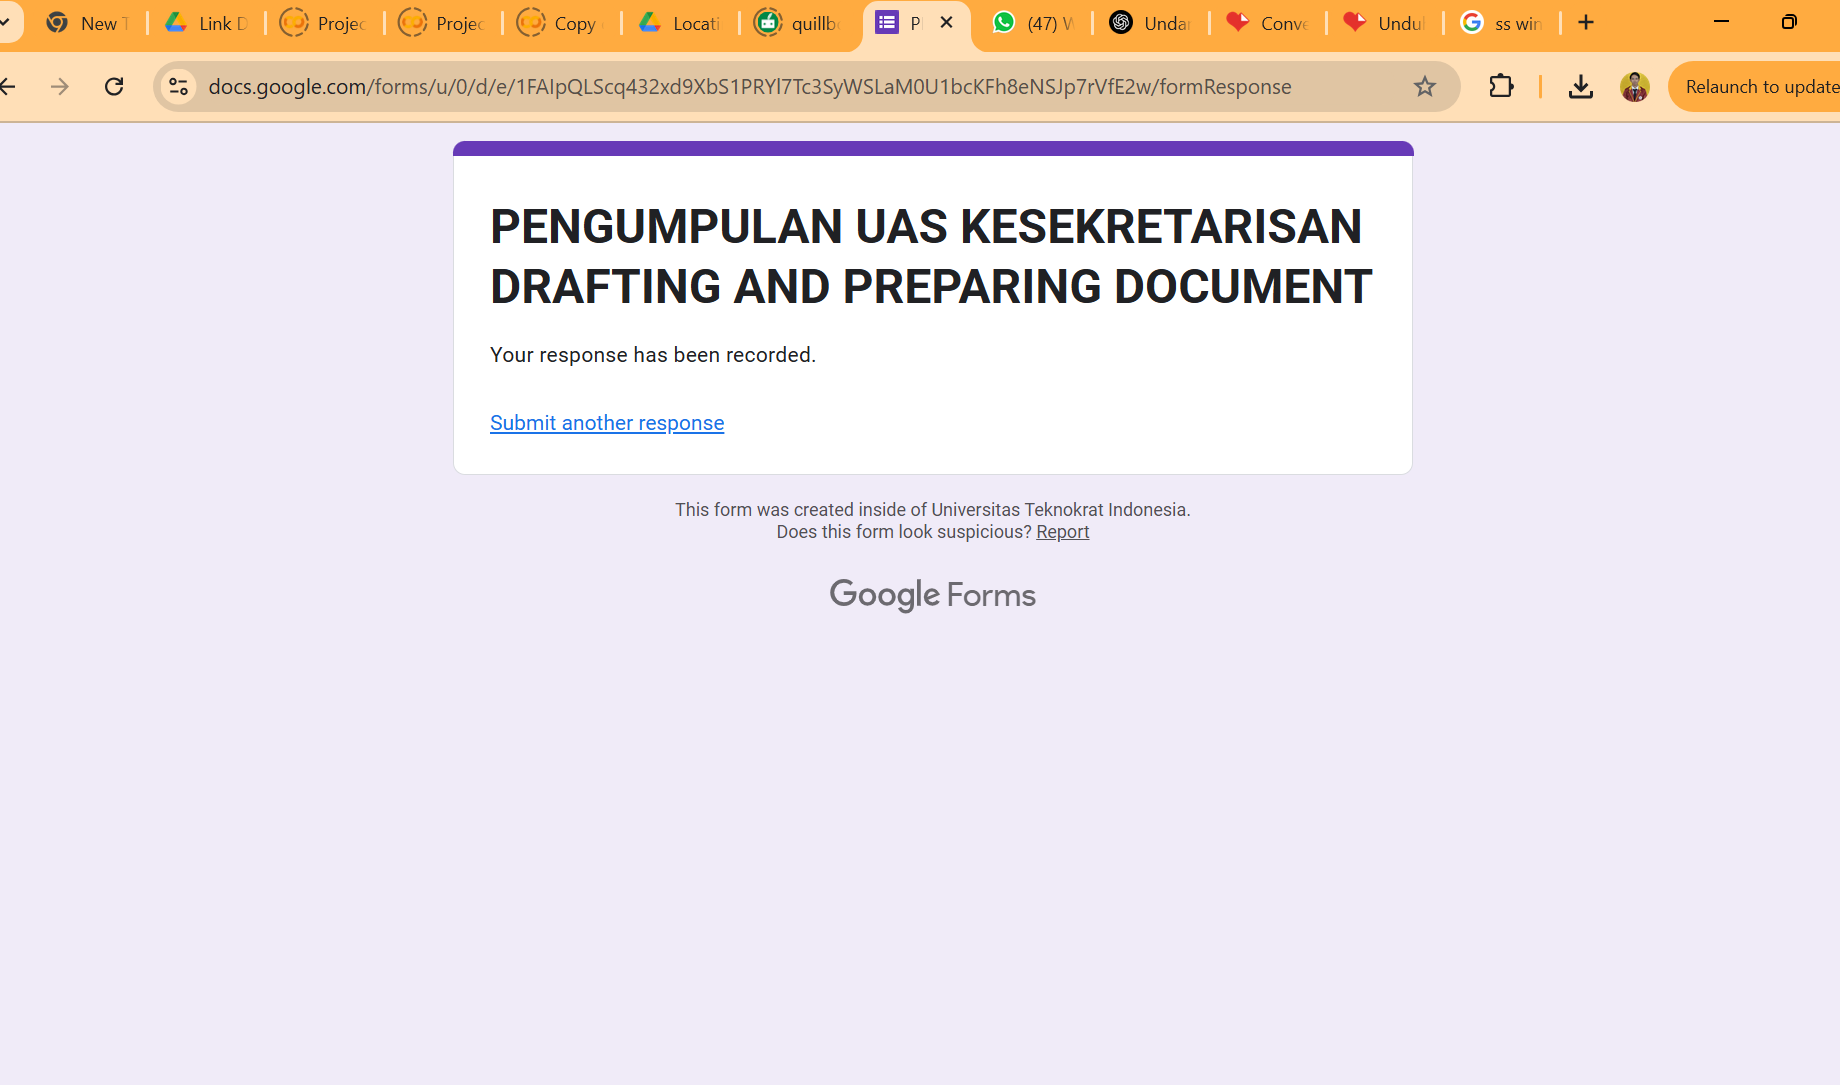 New T
Link D
Projec
Projec
Copy
Locati
quillbo
P
(47) W
Undan
Conve
Undul
ss win
docs.google.com/forms/u/0/d/e/1FAIpQLScq432xd9XbS1PRYl7Tc3SyWSLaM0U1bcKFh8eNSJp7rVfE2w/formResponse
Relaunch to update
PENGUMPULAN UAS KESEKRETARISAN
DRAFTING AND PREPARING DOCUMENT
Your response has been recorded.
Submit another response
This form was created inside of Universitas Teknokrat Indonesia.
Does this form look suspicious? Report
Google Forms